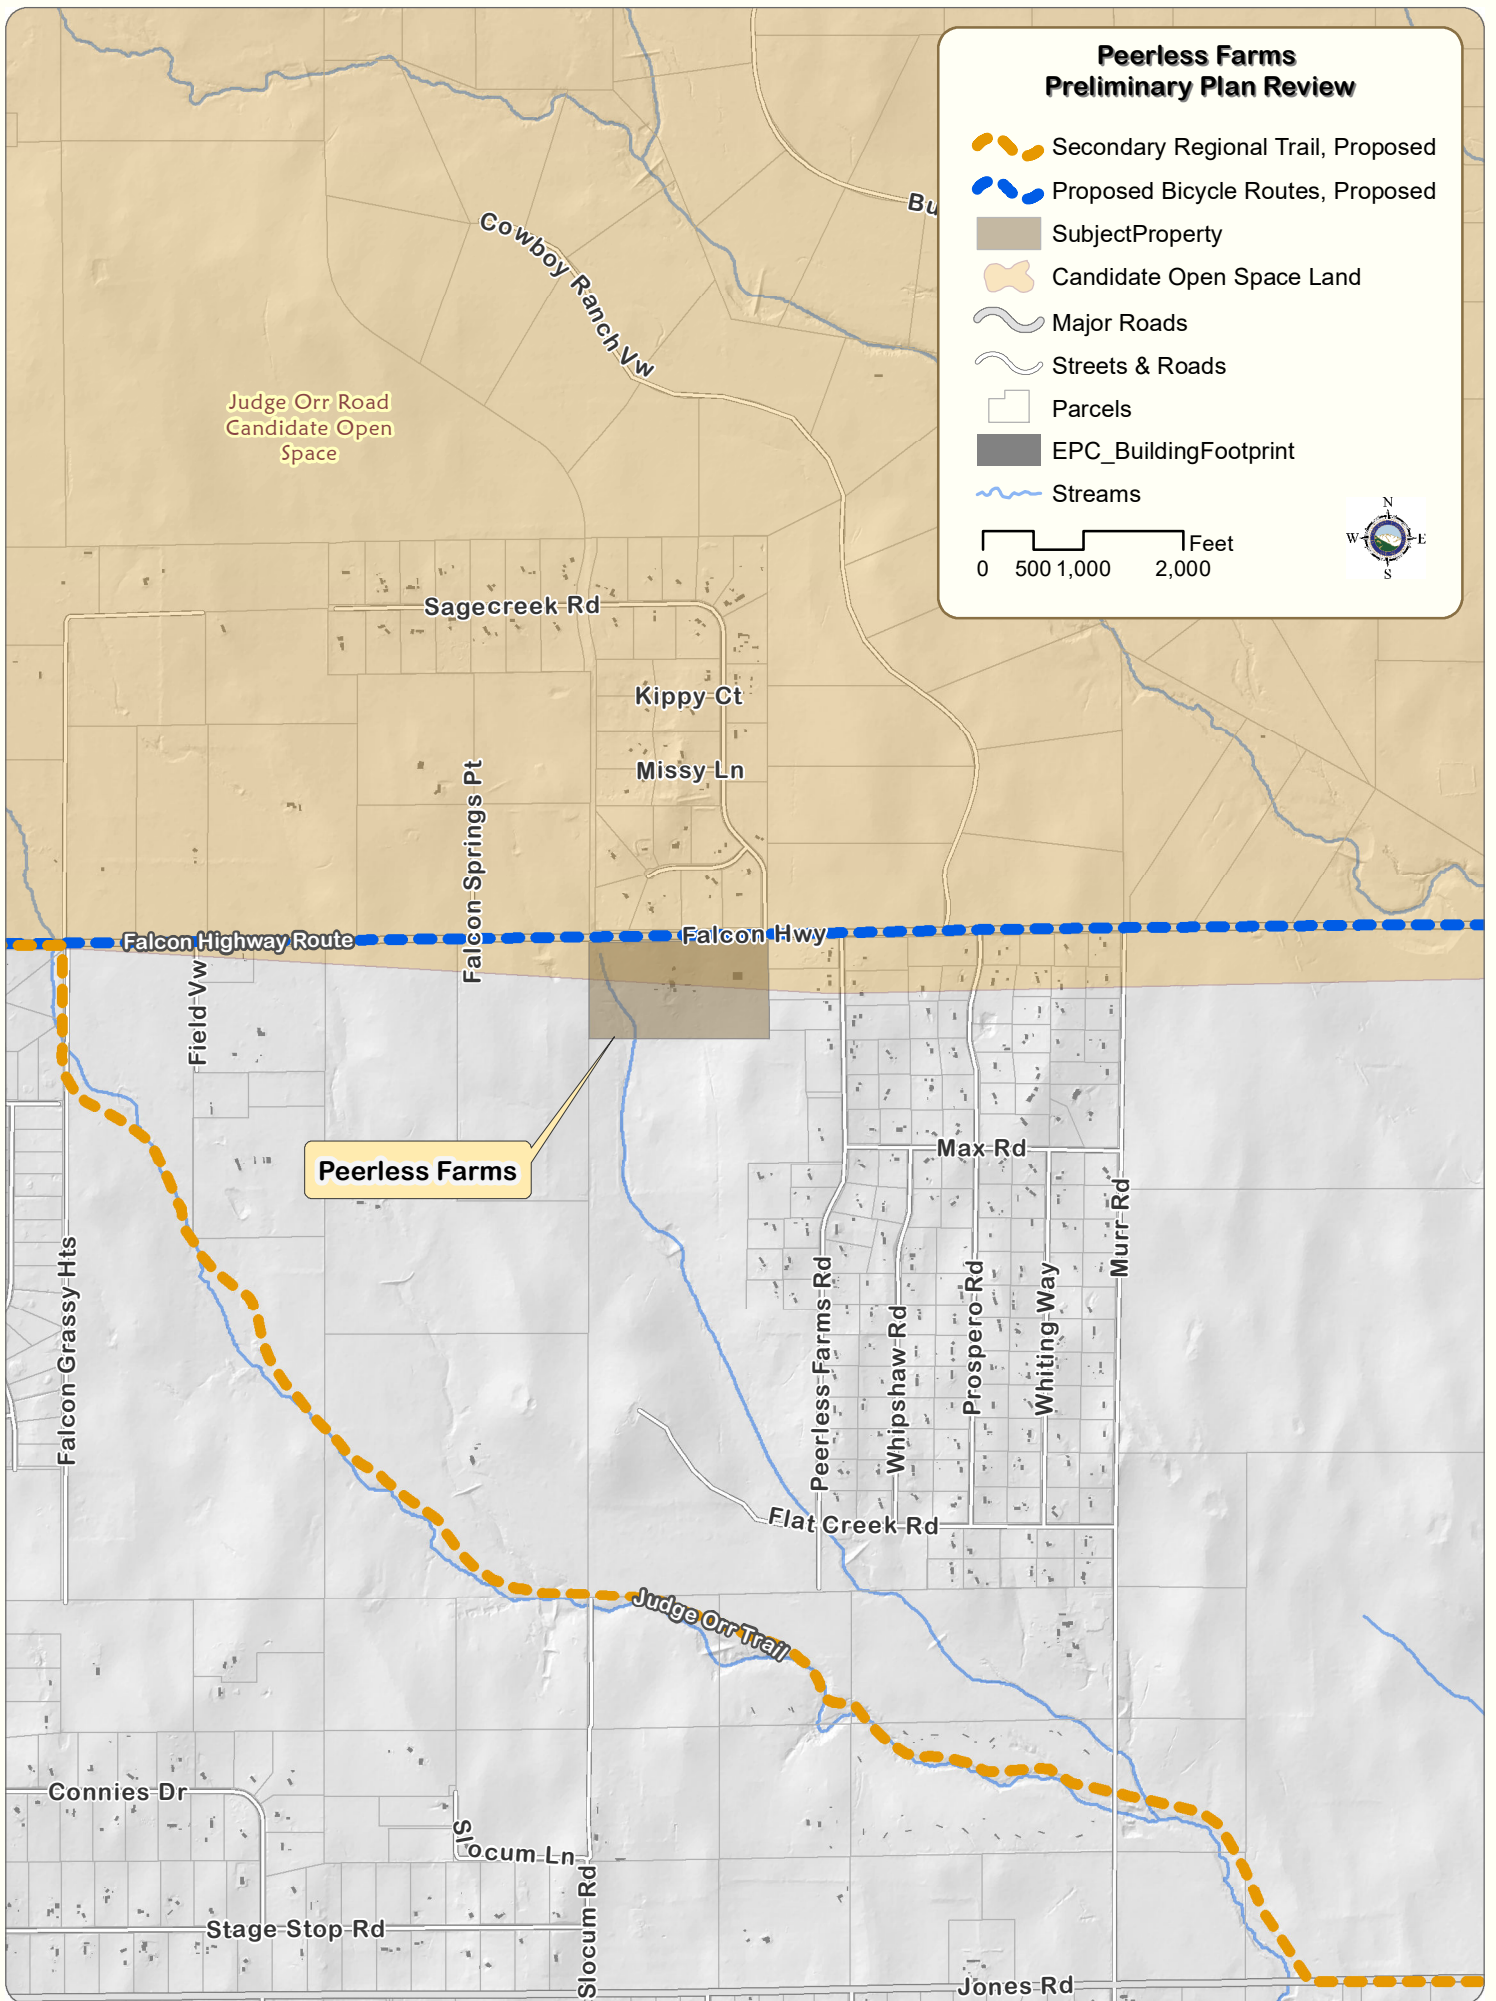 Peerless Farms
Preliminary Plan Review
Secondary Regional Trail, Proposed
Proposed Bicycle Routes, Proposed
SubjectProperty
Candidate Open Space Land
Major Roads
Streets & Roads
Parcels
EPC_BuildingFootprint
Streams
Feet
0 500 1,000 2,000
N
W E
S
Bu
Cowboy Ranch Vw
Judge Orr Road
Candidate Open
Space
Sagecreek Rd
Kippy Ct
Missy Ln
Falcon Springs Pt
Falcon Highway Route
Falcon Hwy
Field Vw
Peerless Farms
Max Rd
Murr Rd
Falcon Grassy Hts
Peerless Farms Rd
Whipshaw Rd
Prospero Rd
Whiting Way
Flat Creek Rd
Judge Orr Trail
Connies Dr
Slocum Ln
Slocum Rd
Stage Stop Rd
Jones Rd